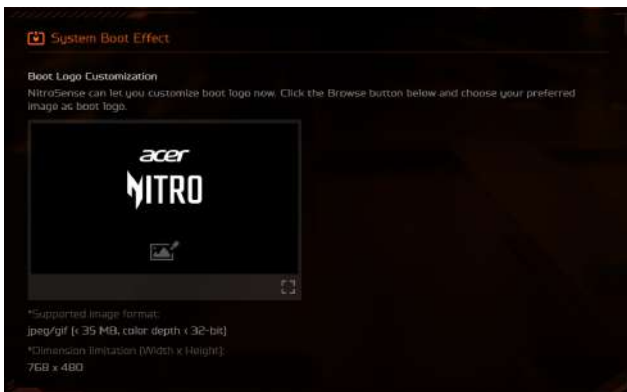 System Boot Effect
Boot Logo Customization
NitroSense can let you customize boot logo now. Click the Browse button below and choose your preferred
image as boot logo.
acer
NITRO
*Supported image format:
jpeg/gif (< 35 MB, color depth < 32-bit)
*Dimension limitation (Width x Height):
768 x 480